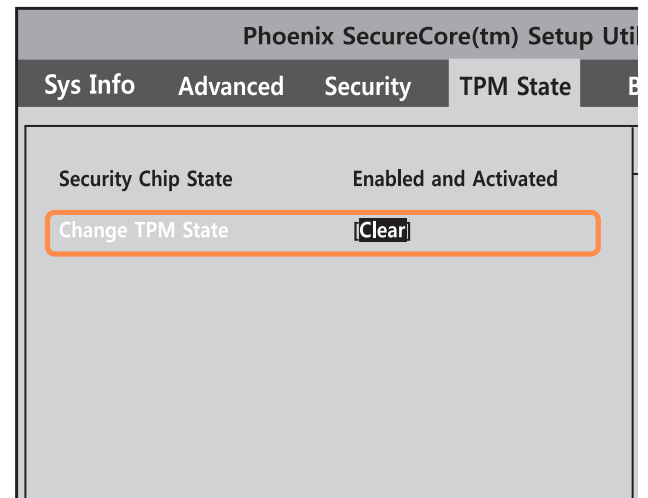 Phoenix SecureCore(tm) Setup Uti
Sys Info Advanced Security TPM State B
Security Chip State Enabled and Activated
Change TPM State [Clear]